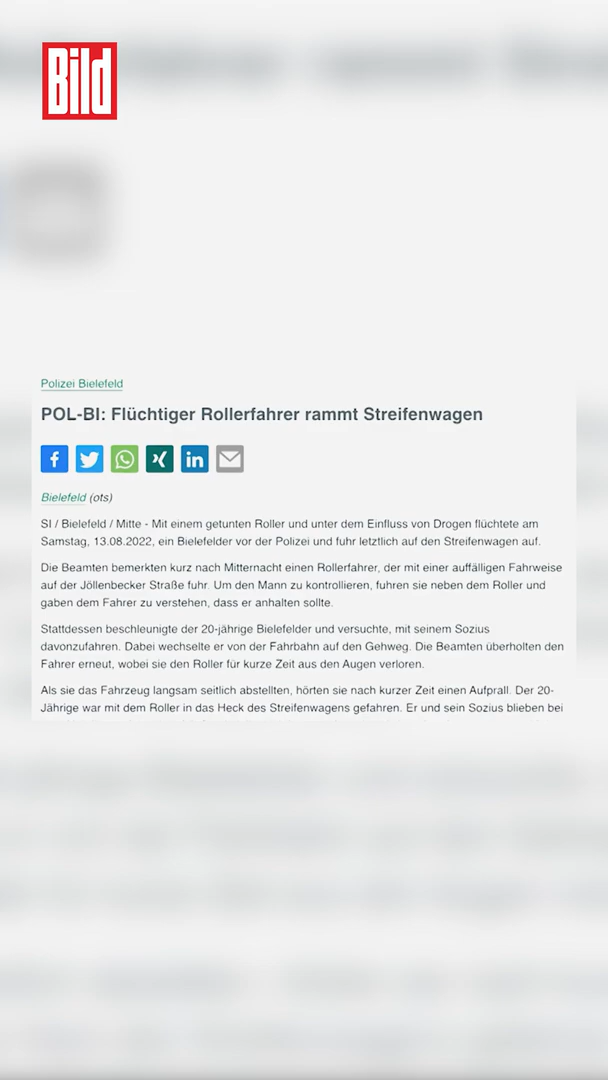 Bild
Polizei Bielefeld
POL-BI: Flüchtiger Rollerfahrer rammt Streifenwagen
Bielefeld (ots)
SI / Bielefeld / Mitte - Mit einem getunten Roller und unter dem Einfluss von Drogen flüchtete am
Samstag, 13.08.2022, ein Bielefelder vor der Polizei und fuhr letztlich auf den Streifenwagen auf.
Die Beamten bemerkten kurz nach Mitternacht einen Rollerfahrer, der mit einer auffälligen Fahrweise
auf der Jöllenbecker Straße fuhr. Um den Mann zu kontrollieren, fuhren sie neben dem Roller und
gaben dem Fahrer zu verstehen, dass er anhalten sollte.
Stattdessen beschleunigte der 20-jährige Bielefelder und versuchte, mit seinem Sozius
davonzufahren. Dabei wechselte er von der Fahrbahn auf den Gehweg. Die Beamten überholten den
Fahrer erneut, wobei sie den Roller für kurze Zeit aus den Augen verloren.
Als sie das Fahrzeug langsam seitlich abstellten, hörten sie nach kurzer Zeit einen Aufprall. Der 20-
Jährige war mit dem Roller in das Heck des Streifenwagens gefahren. Er und sein Sozius blieben bei